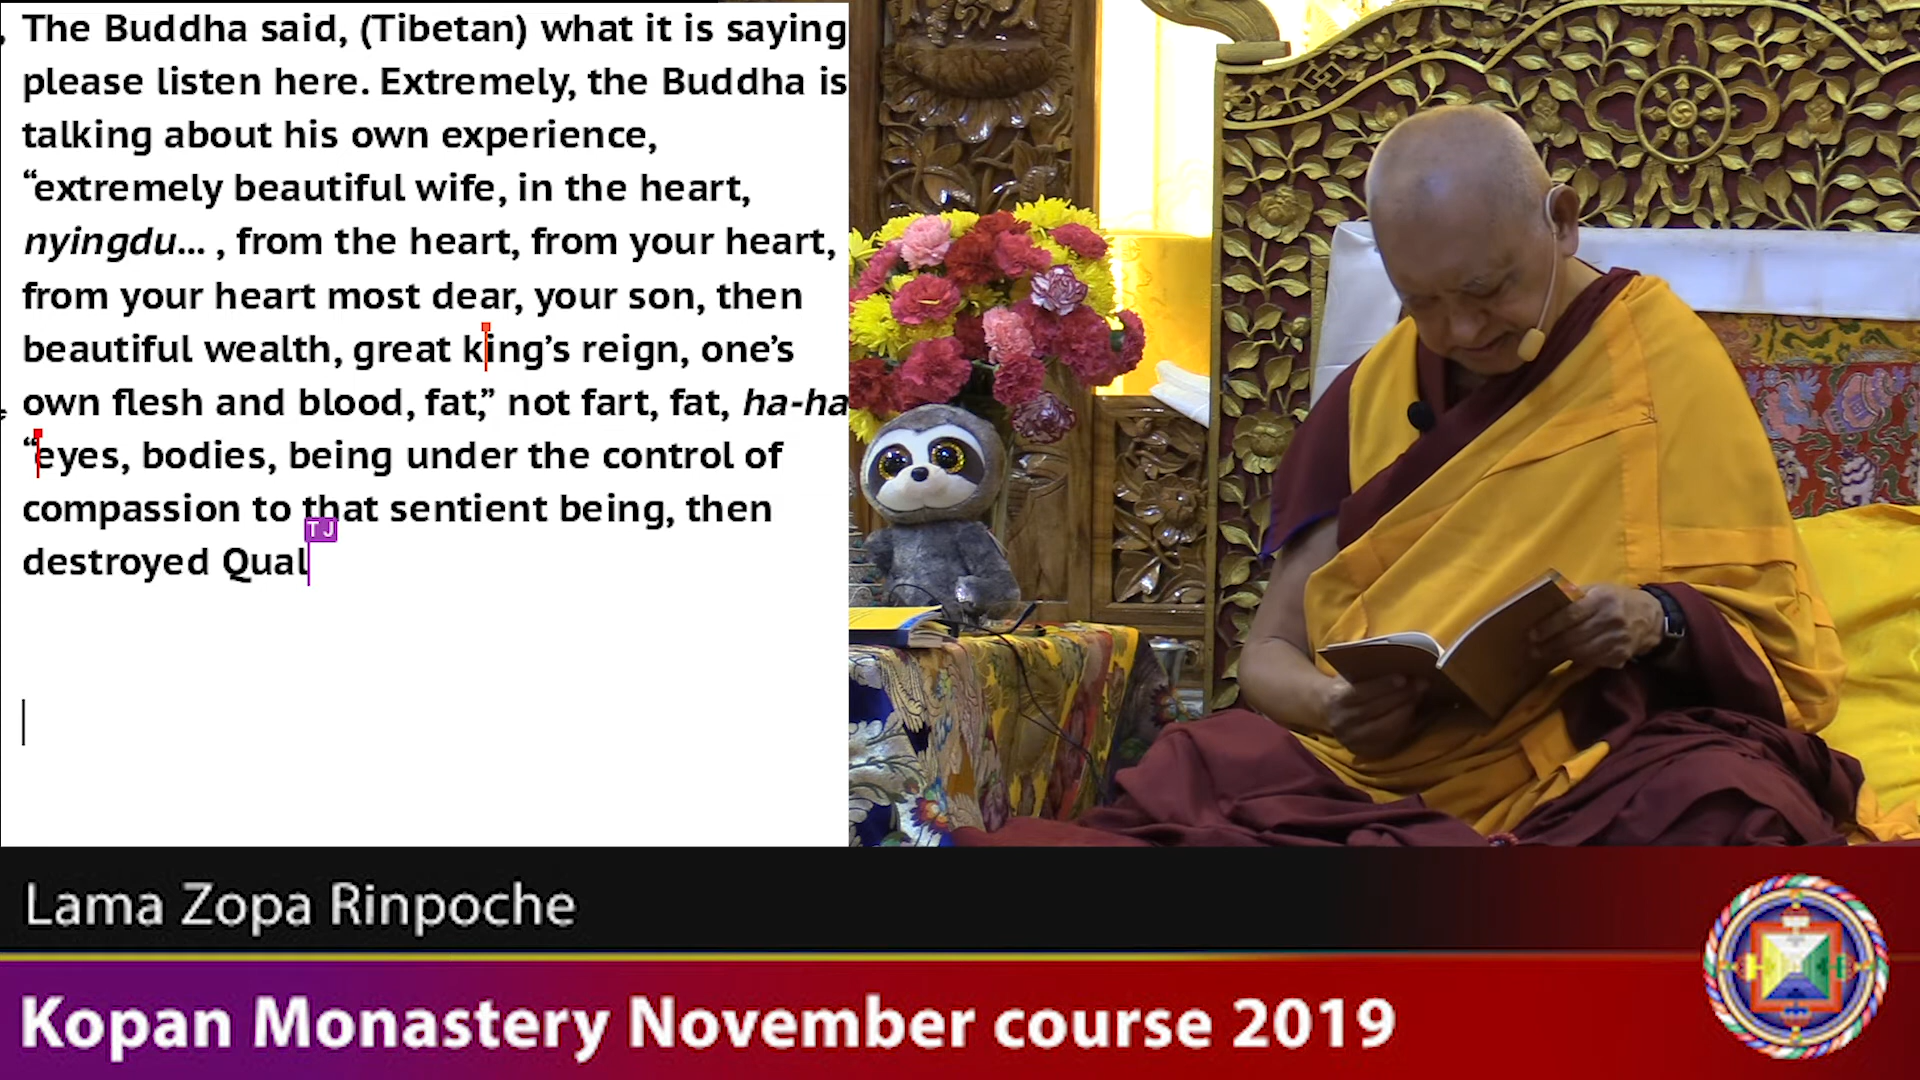 The Buddha said, (Tibetan) what it is saying
please listen here. Extremely, the Buddha is
talking about his own experience,
“extremely beautiful wife, in the heart,
nyingdu... , from the heart, from your heart,
from your heart most dear, your son, then
beautiful wealth, great king’s reign, one’s
own flesh and blood, fat,” not fart, fat, ha-ha
“eyes, bodies, being under the control of
compassion to that sentient being, then
TJ
destroyed Qual
Lama Zopa Rinpoche
Kopan Monastery November course 2019